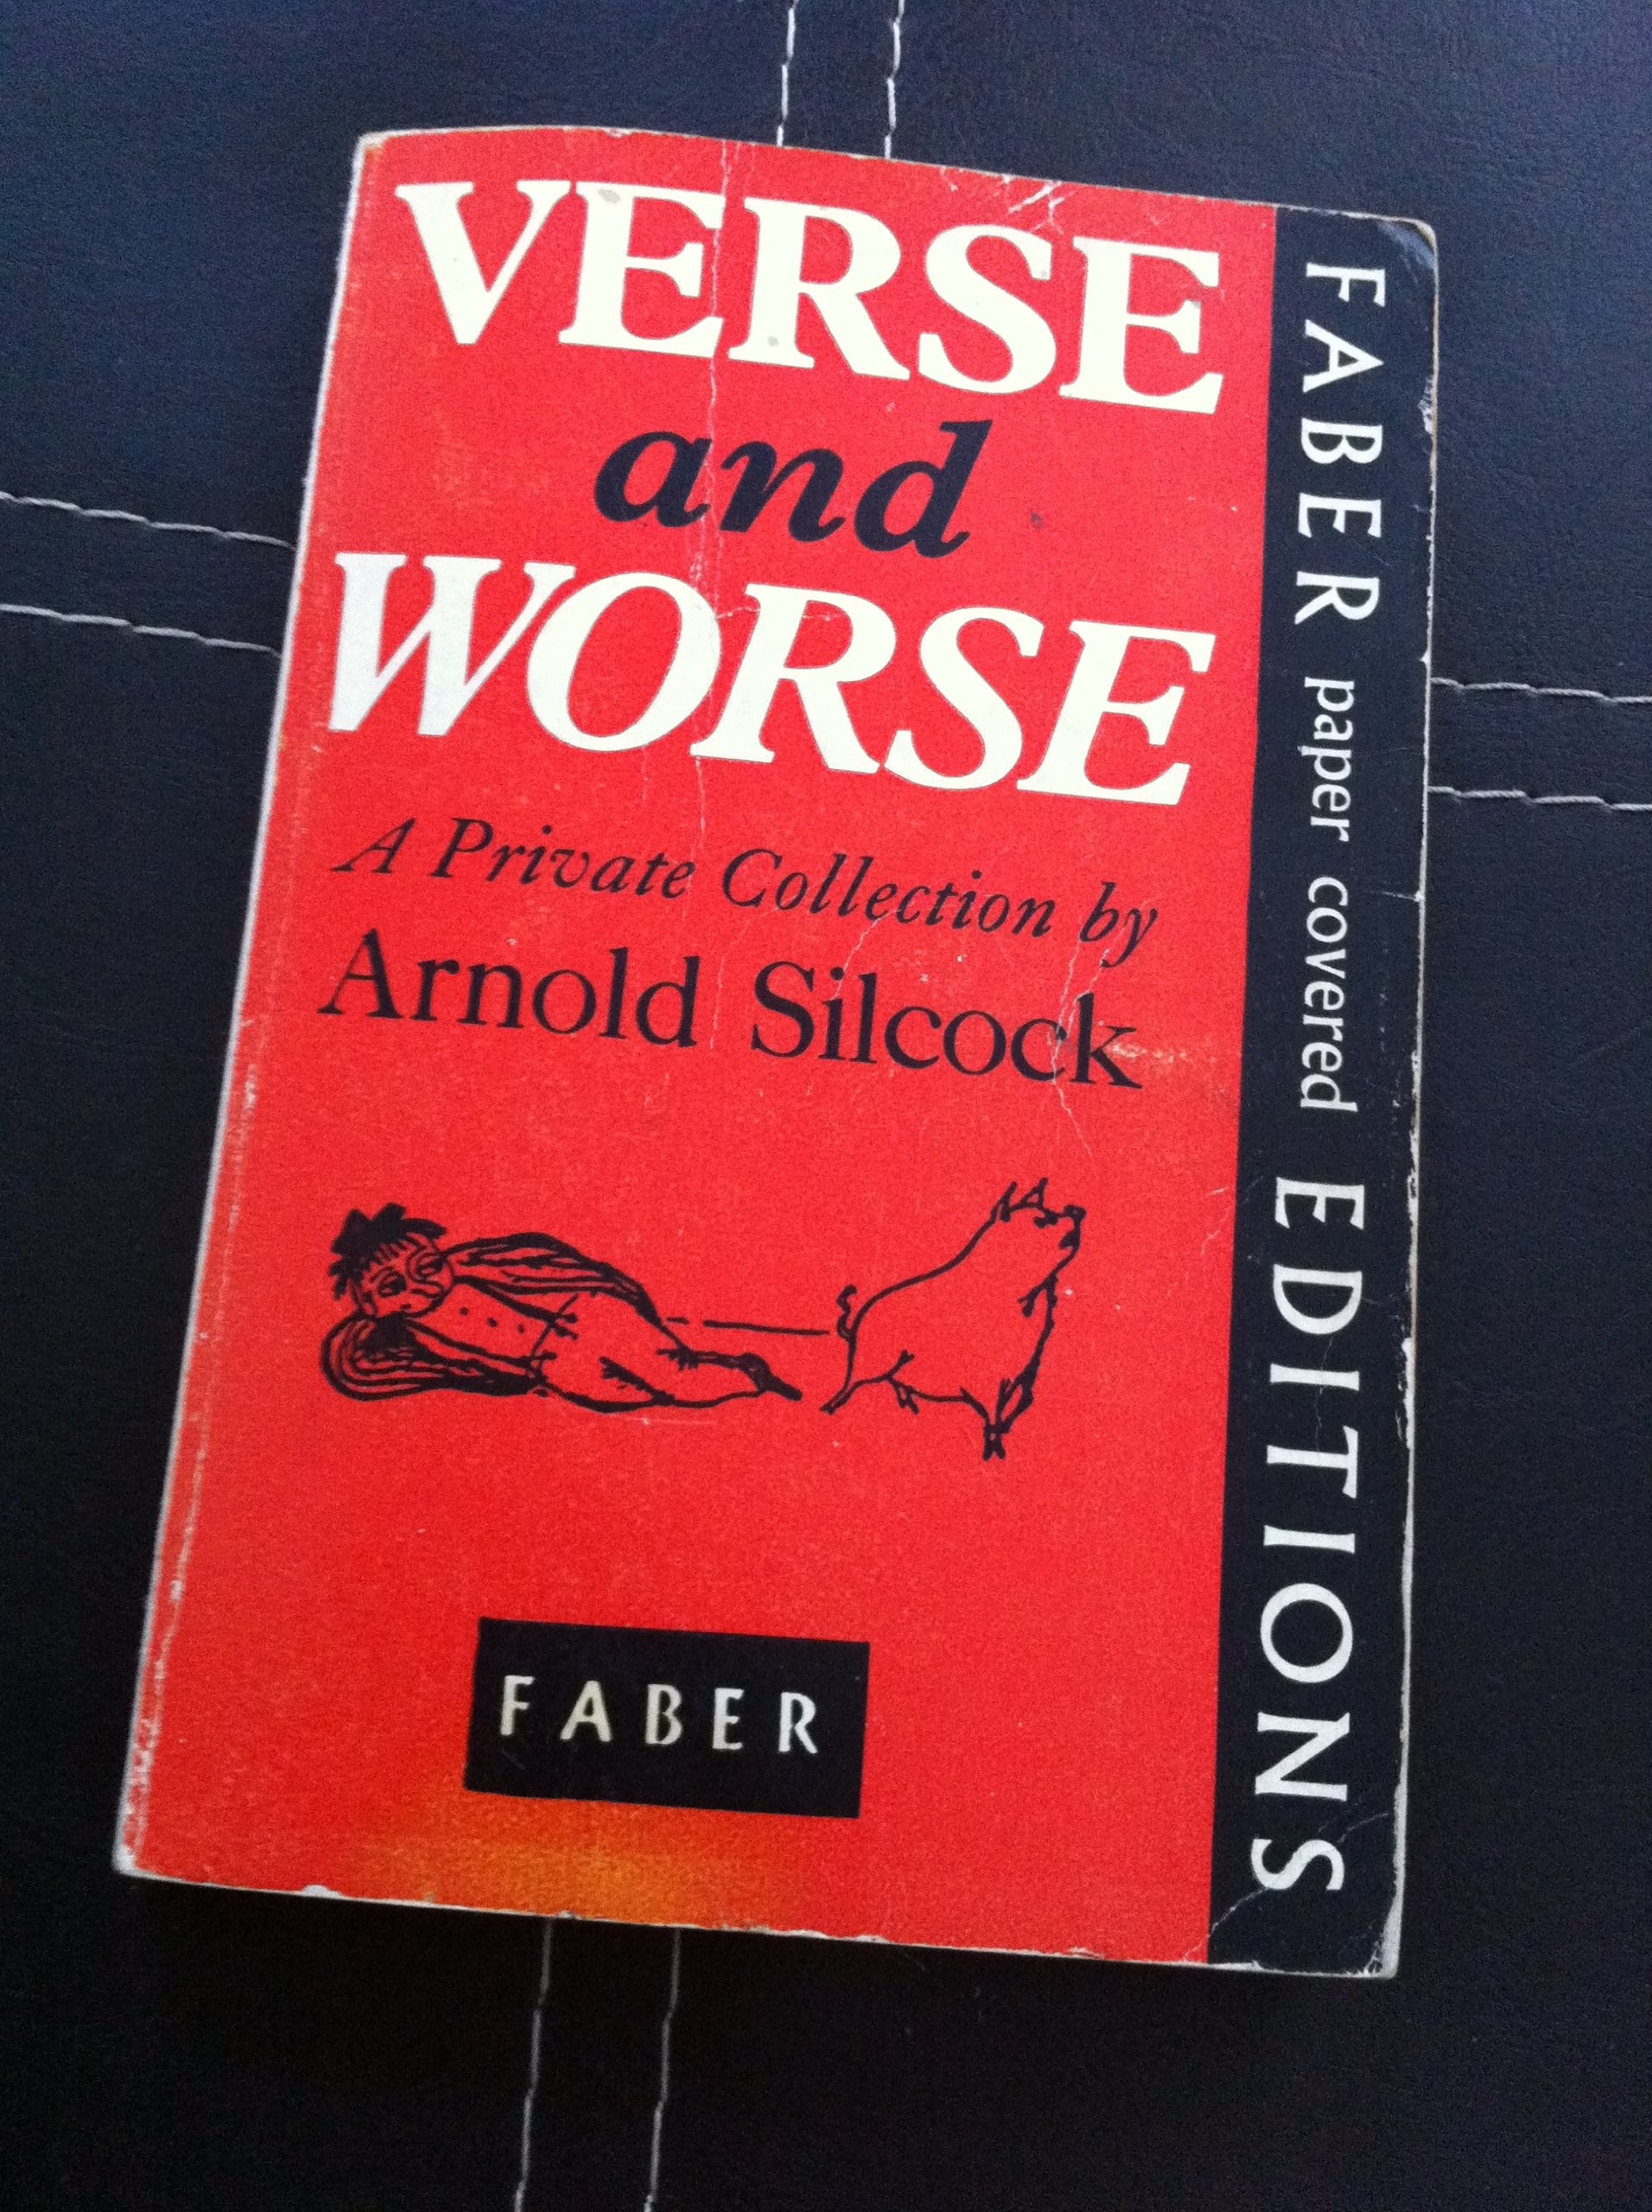 VERSE
and
WORSE
A Private Collection by
Arnold Silcock
FABER
FABER paper covered EDITIONS